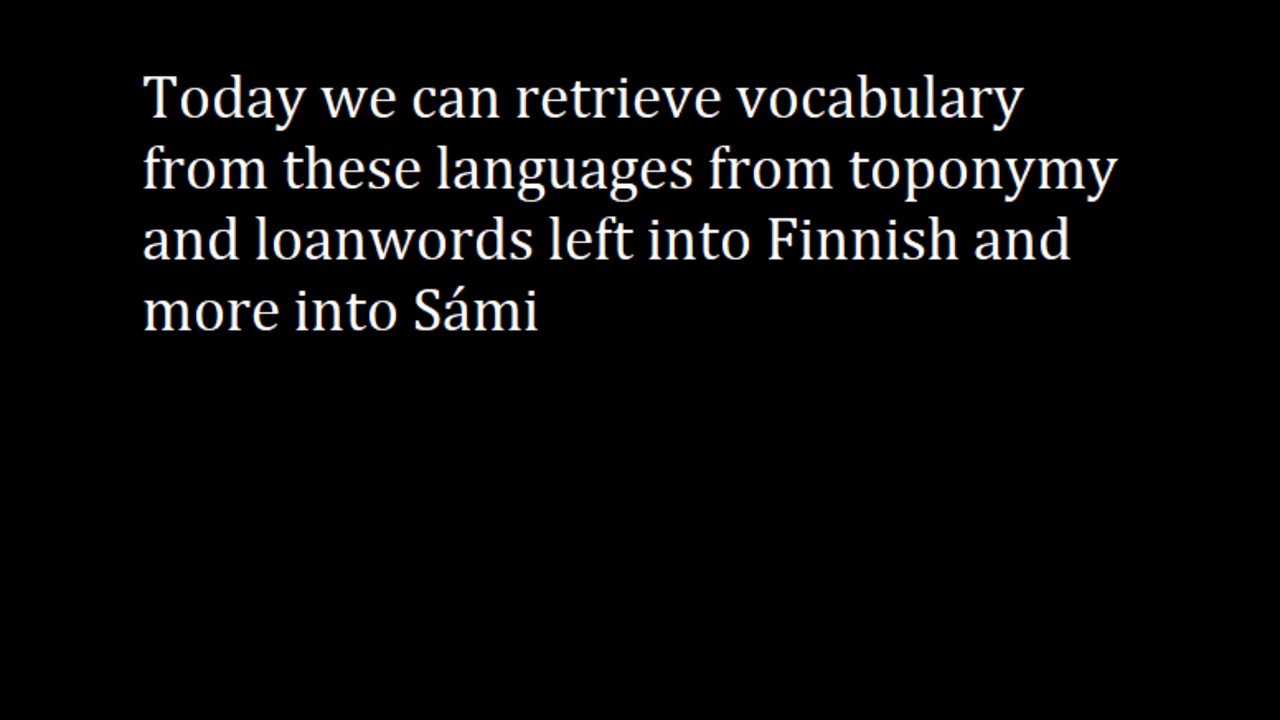 Today we can retrieve vocabulary
from these languages from toponymy
and loanwords left into Finnish and
more into Sámi